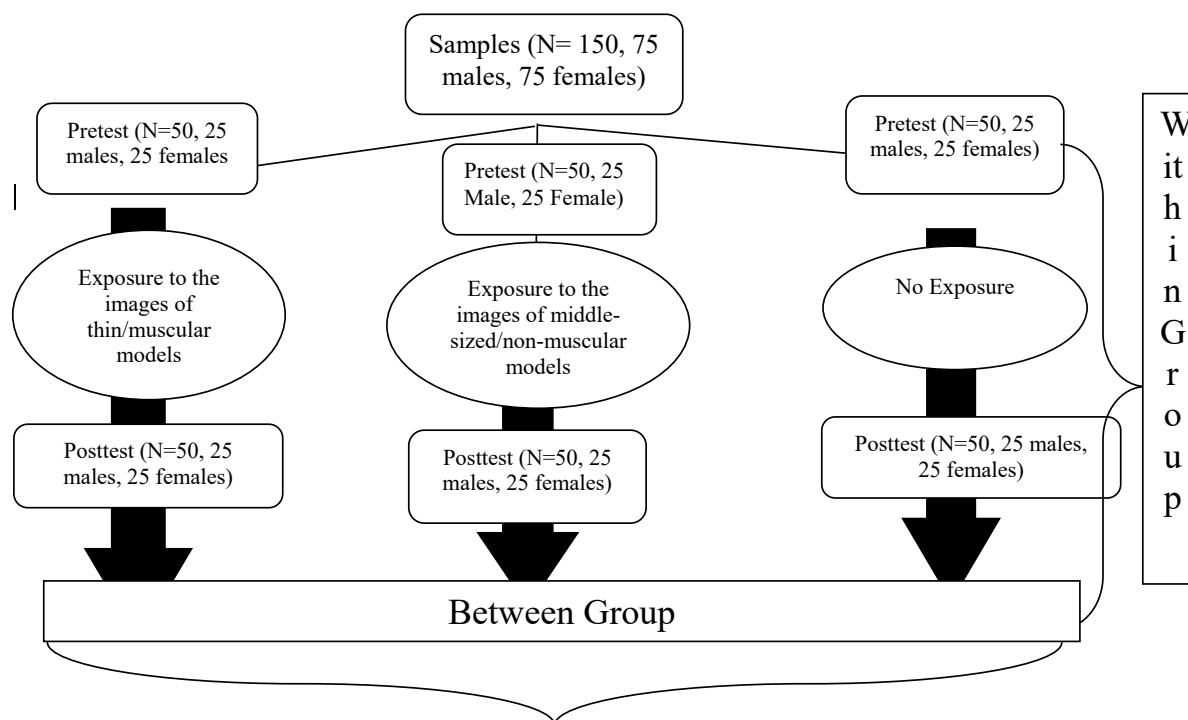 Samples (N= 150, 75
males, 75 females)
Pretest (N=50, 25
males, 25 females
Pretest (N=50, 25
Male, 25 Female)
Pretest (N=50, 25
males, 25 females)
Exposure to the
images of
thin/muscular
models
Exposure to the
images of middle-
sized/non-muscular
models
No Exposure
Posttest (N=50, 25
males, 25 females)
Posttest (N=50, 25
males, 25 females)
Posttest (N=50, 25 males,
25 females)
Between Group
W
it
h
i
n
G
r
o
u
p